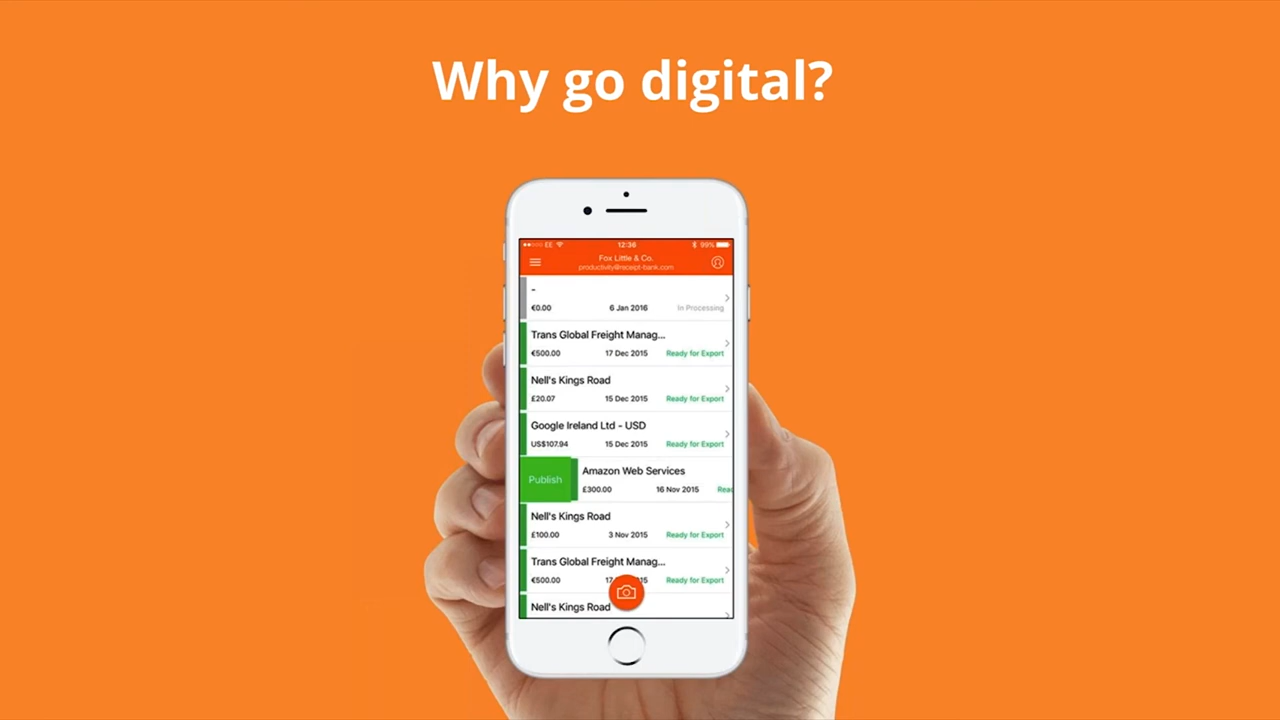 Why go digital?
EE 12:36 99%
Fox Little & Co.
productivity@receipt-bank.com
-
€0.00 6 Jan 2016 In Processing
Trans Global Freight Manag...
€500.00 17 Dec 2015 Ready for Export
Nell's Kings Road
£20.07 15 Dec 2015 Ready for Export
Google Ireland Ltd - USD
US$107.94 15 Dec 2015 Ready for Export
Publish
Amazon Web Services
£300.00 16 Nov 2015 Rea
Nell's Kings Road
£100.00 3 Nov 2015 Ready for Export
Trans Global Freight Manag...
€500.00 17 15 Ready for Export
Nell's Kings Road